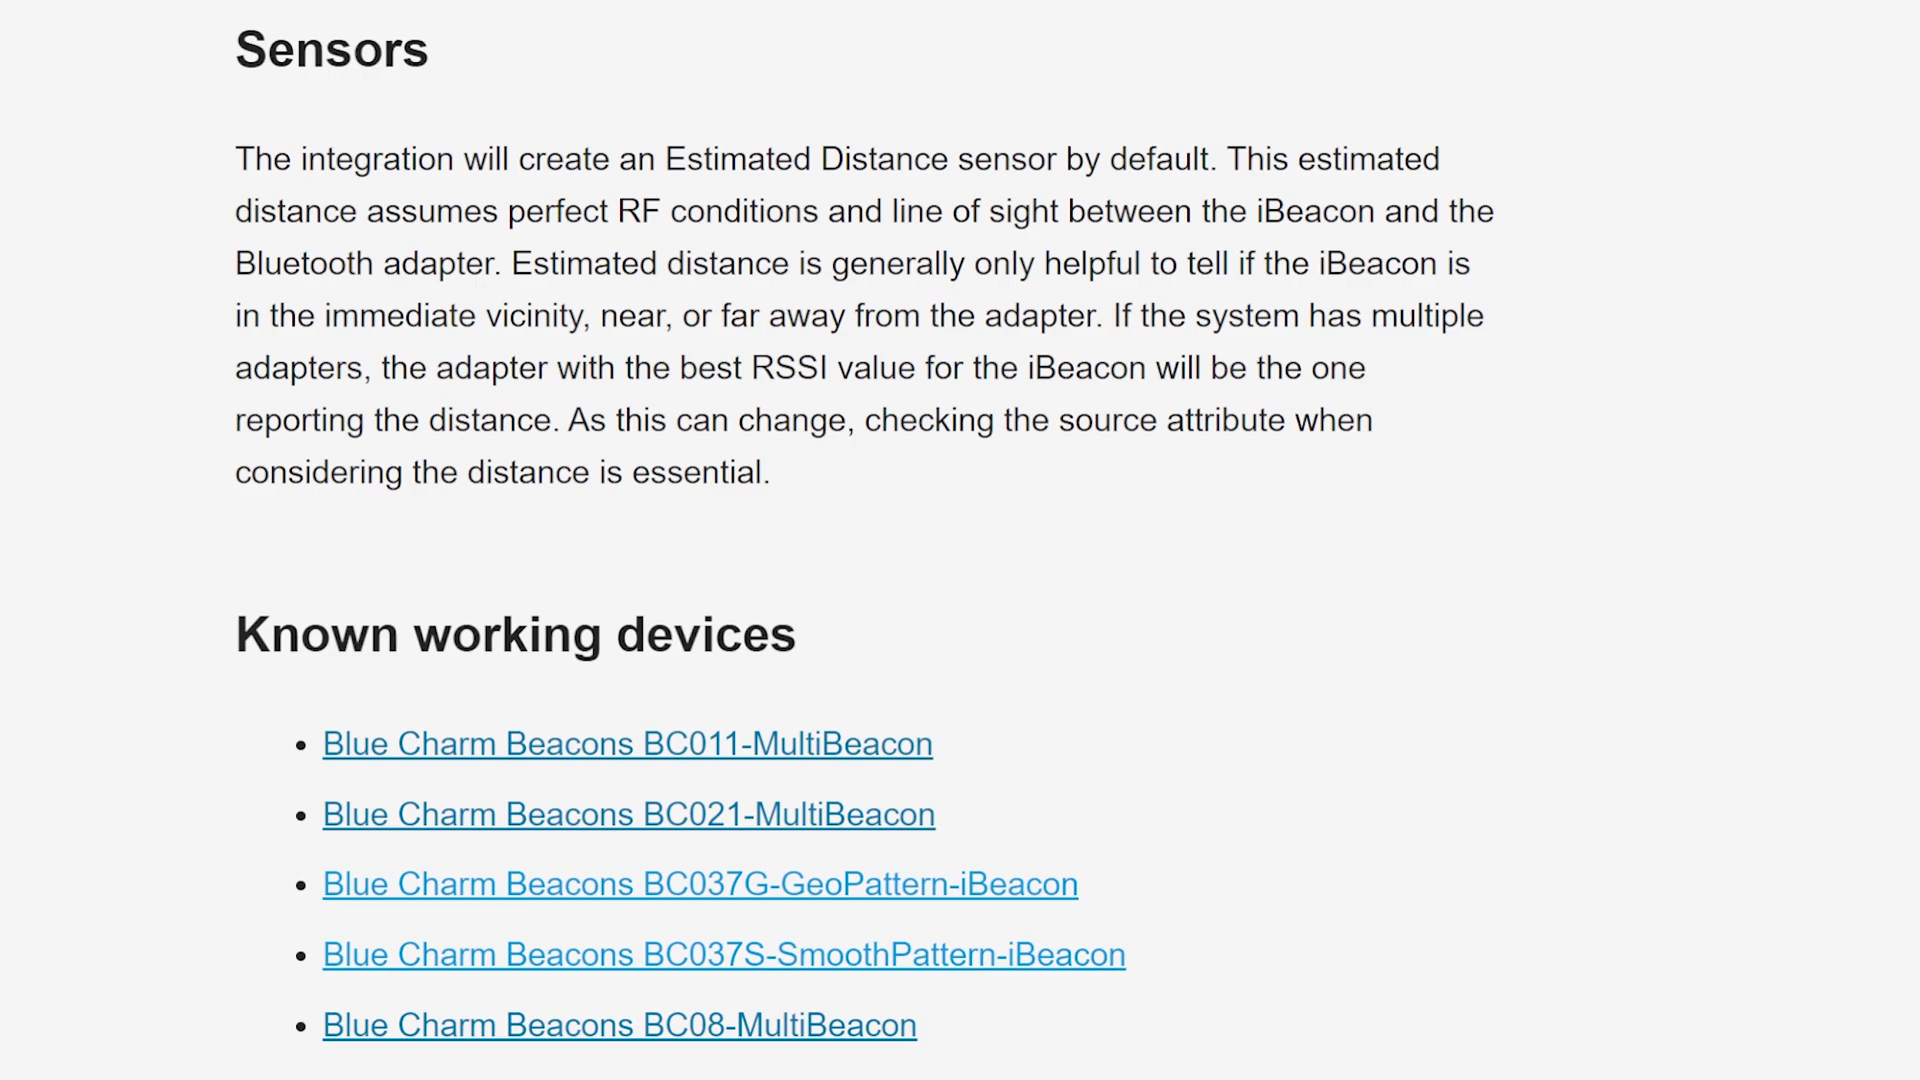 Sensors
The integration will create an Estimated Distance sensor by default. This estimated
distance assumes perfect RF conditions and line of sight between the iBeacon and the
Bluetooth adapter. Estimated distance is generally only helpful to tell if the iBeacon is
in the immediate vicinity, near, or far away from the adapter. If the system has multiple
adapters, the adapter with the best RSSI value for the iBeacon will be the one
reporting the distance. As this can change, checking the source attribute when
considering the distance is essential.
Known working devices
• Blue Charm Beacons BC011-MultiBeacon
• Blue Charm Beacons BC021-MultiBeacon
• Blue Charm Beacons BC037G-GeoPattern-iBeacon
• Blue Charm Beacons BC037S-SmoothPattern-iBeacon
• Blue Charm Beacons BC08-MultiBeacon